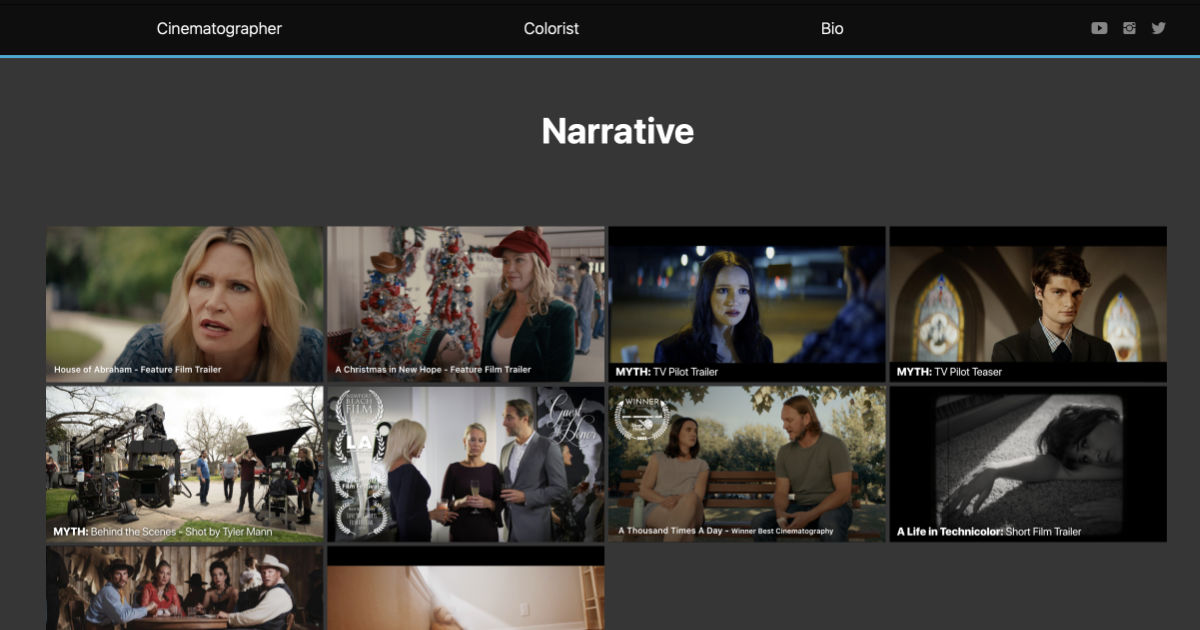 Cinematographer
Colorist
Bio
Narrative
House of Abraham - Feature Film Trailer
A Christmas in New Hope - Feature Film Trailer
MYTH: TV Pilot Trailer
MYTH: TV Pilot Teaser
MYTH: Behind the Scenes - Shot by Tyler Mann
BEACH
FILM
LA
Guest
of Honor
WINNER
A Thousand Times A Day - Winner Best Cinematography
A Life in Technicolor: Short Film Trailer